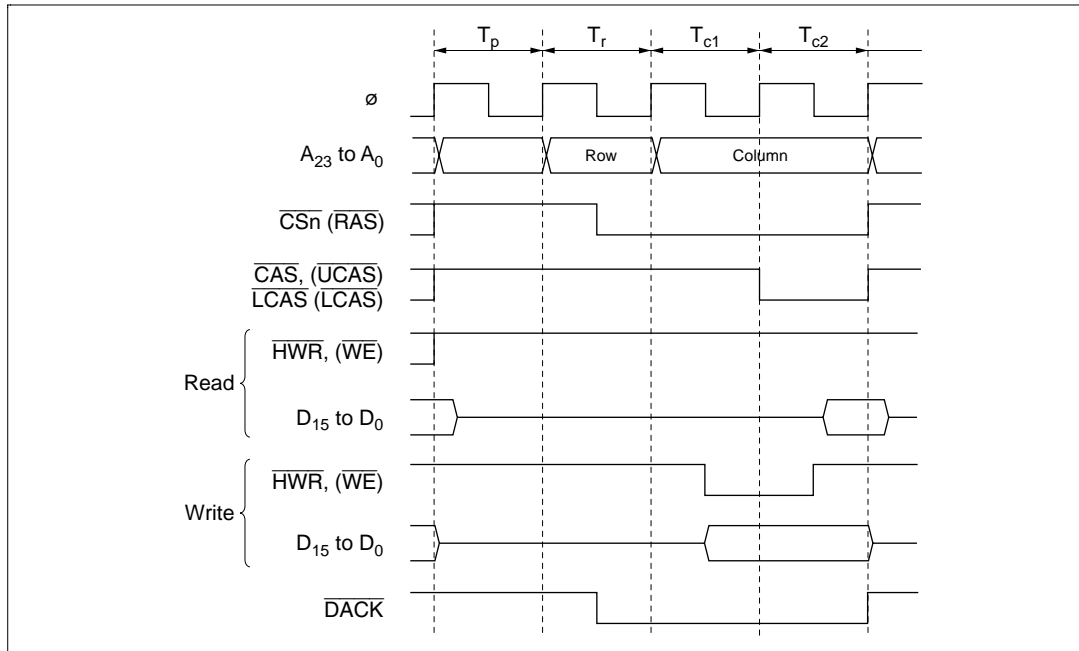 Tp Tr Tc1 Tc2
ø
A23 to A0 Row Column
CSn (RAS)
CAS, (UCAS)
LCAS (LCAS)
Read
HWR, (WE)
D15 to D0
Write
HWR, (WE)
D15 to D0
DACK